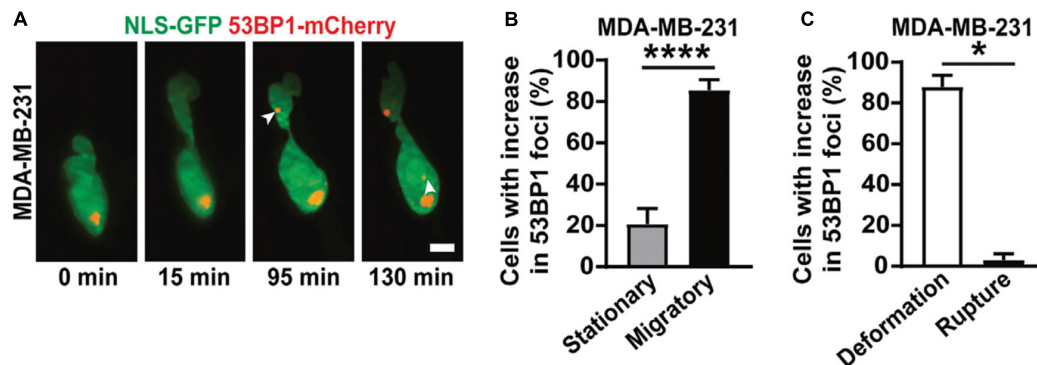 A
NLS-GFP 53BP1-mCherry
MDA-MB-231
0 min
15 min
95 min
130 min
B
MDA-MB-231
****
Cells with increase
in 53BP1 foci (%)
100
80
60
40
20
0
Stationary
Migratory
C
MDA-MB-231
*
Cells with increase
in 53BP1 foci (%)
100
80
60
40
20
0
Deformation
Rupture